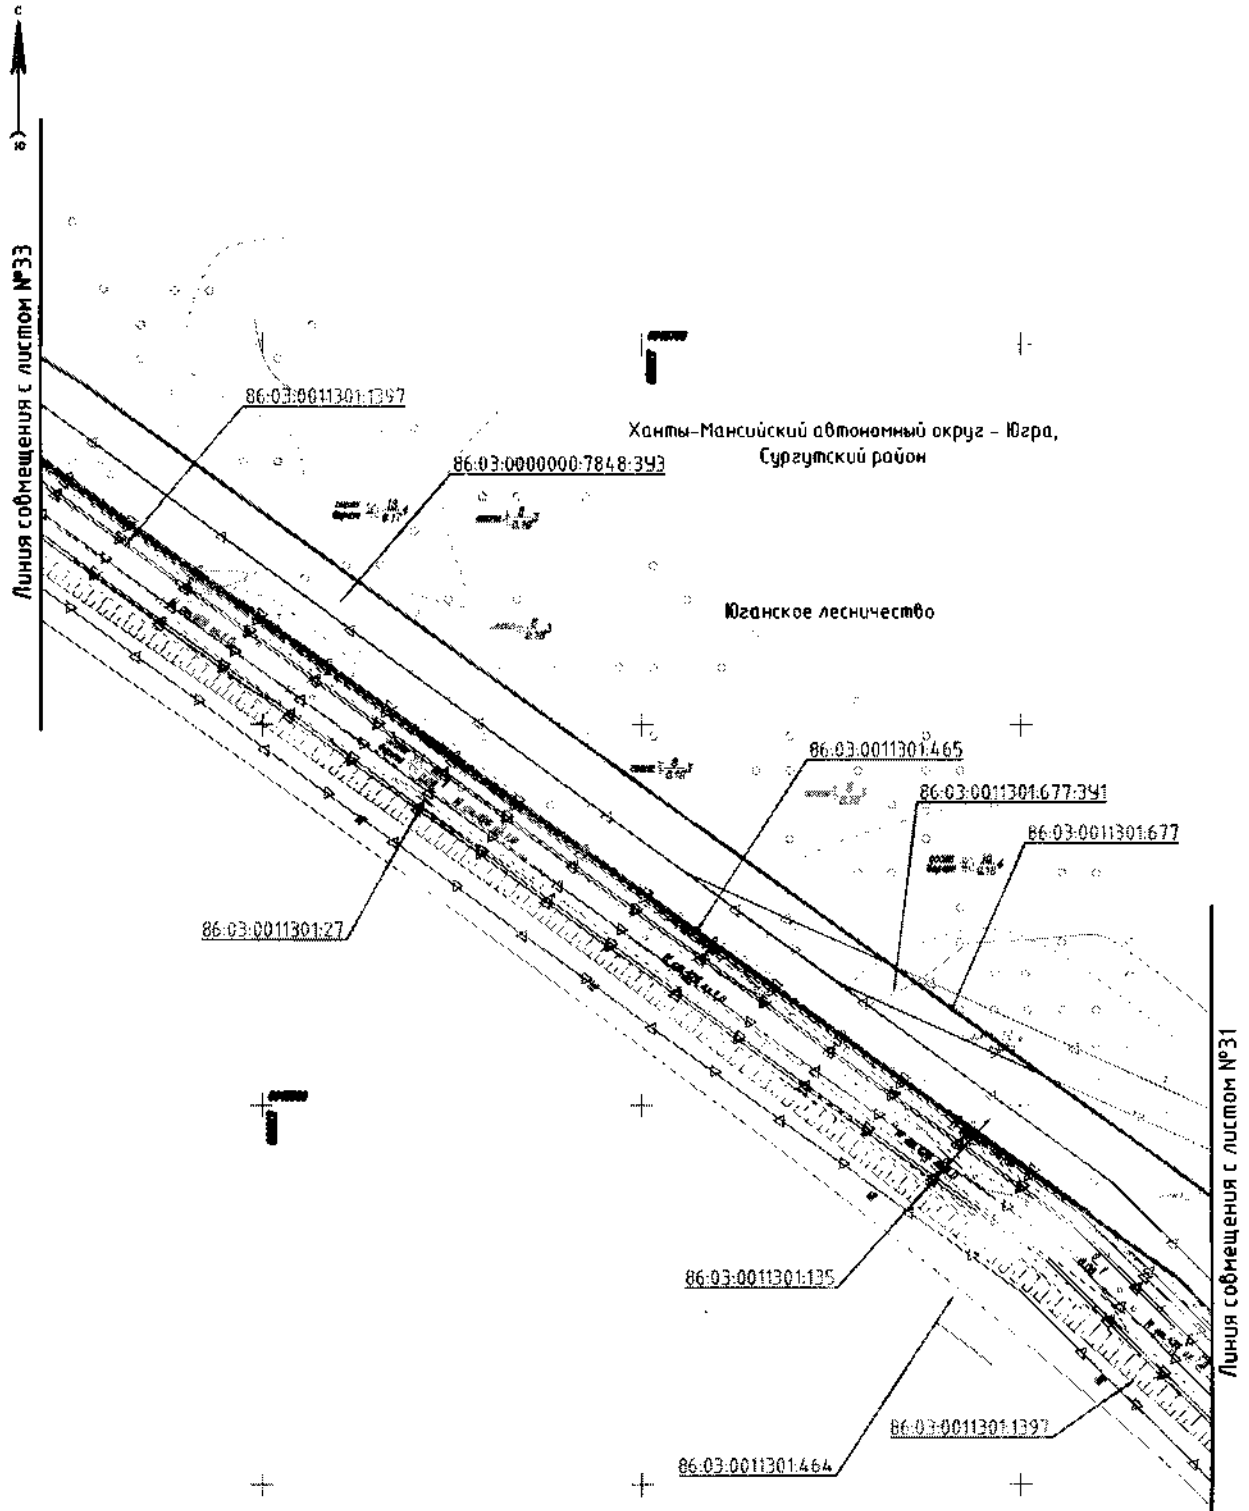 с
ю
Линия совмещения с листом №33
86:03:0011301:1397
Ханты-Мансийский автономный округ – Югра,
Сургутский район
86:03:0000000:7848:ЗУ3
Юганское лесничество
86:03:0011301:465
86:03:0011301:677:ЗУ1
86:03:0011301:677
86:03:0011301:27
Линия совмещения с листом №31
86:03:0011301:135
86:03:0011301:1397
86:03:0011301:464